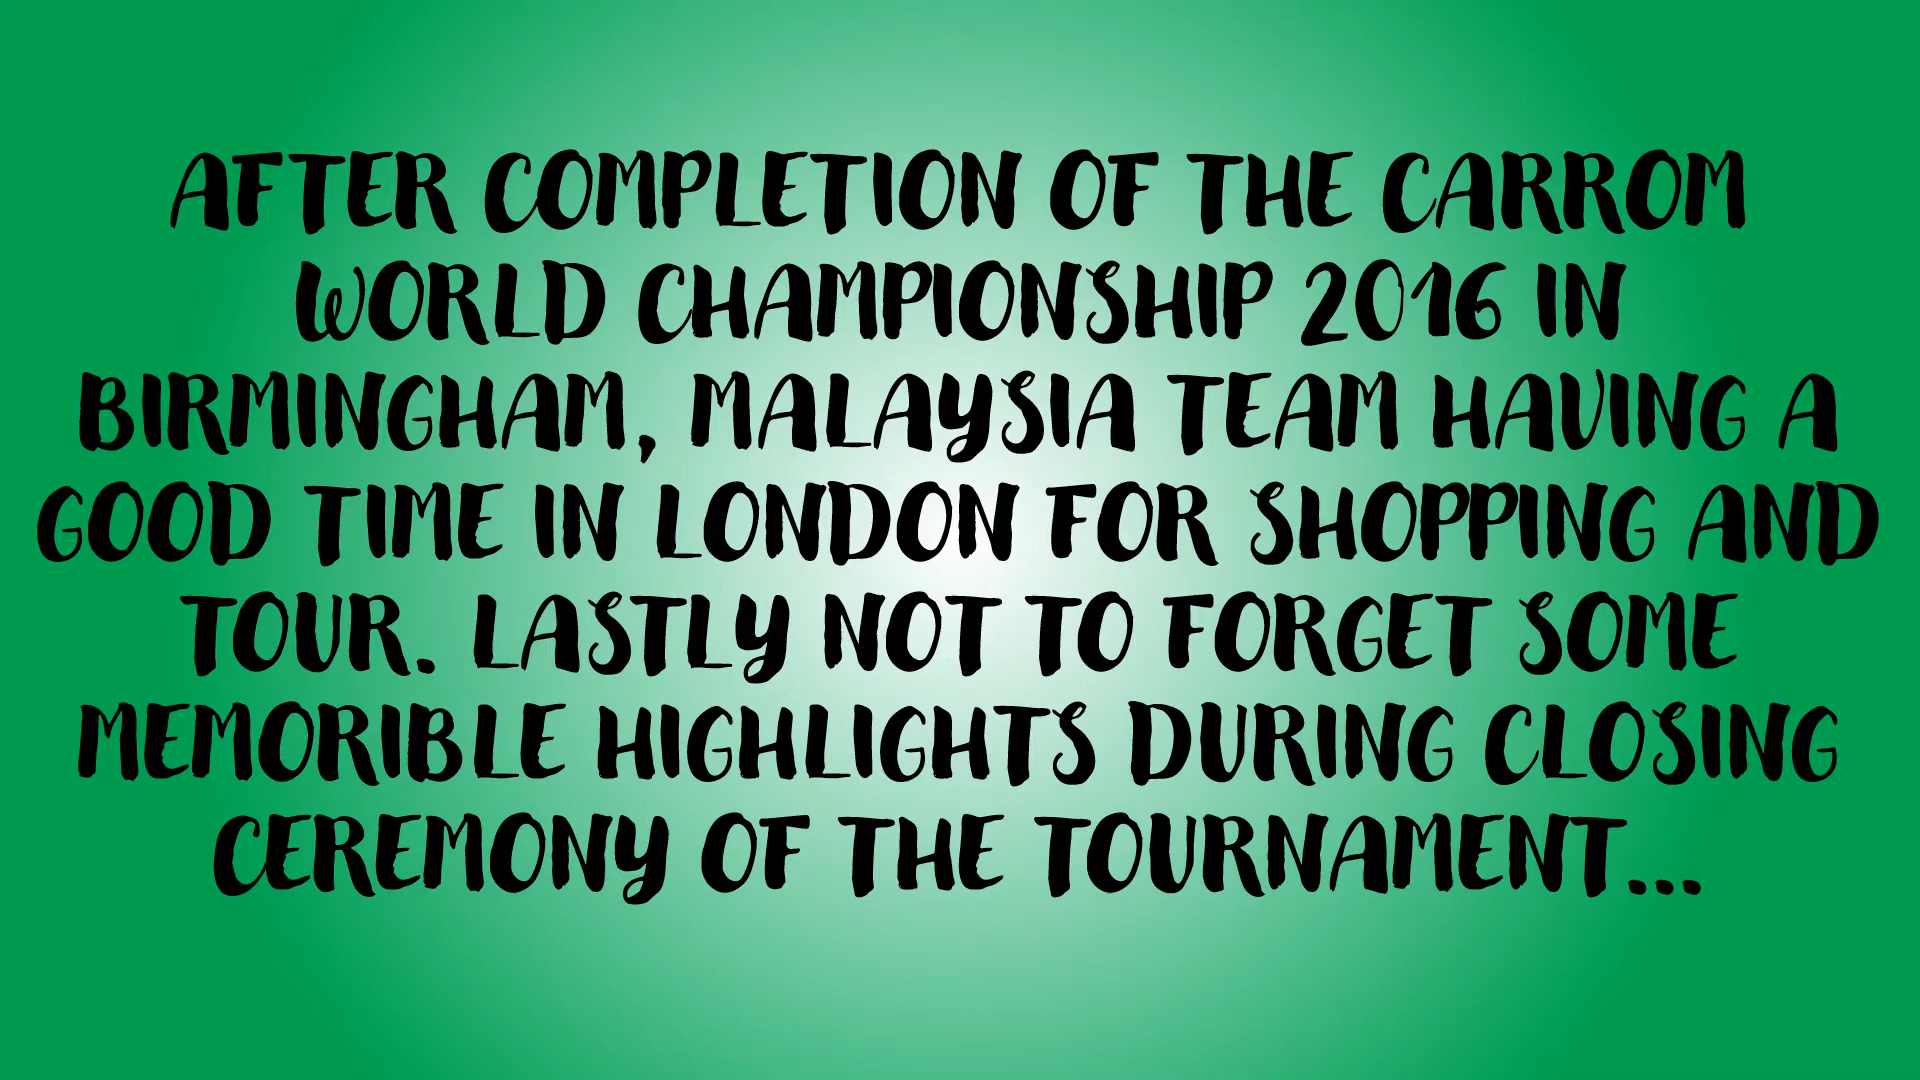 AFTER COMPLETION OF THE CARROM
WORLD CHAMPIONSHIP 2016 IN
BIRMINGHAM, MALAYSIA TEAM HAVING A
GOOD TIME IN LONDON FOR SHOPPING AND
TOUR. LASTLY NOT TO FORGET SOME
MEMORIBLE HIGHLIGHTS DURING CLOSING
CEREMONY OF THE TOURNAMENT...